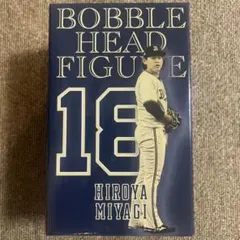 BOBBLE
HEAD
FIGURE
18
HIROYA
MIYAGI